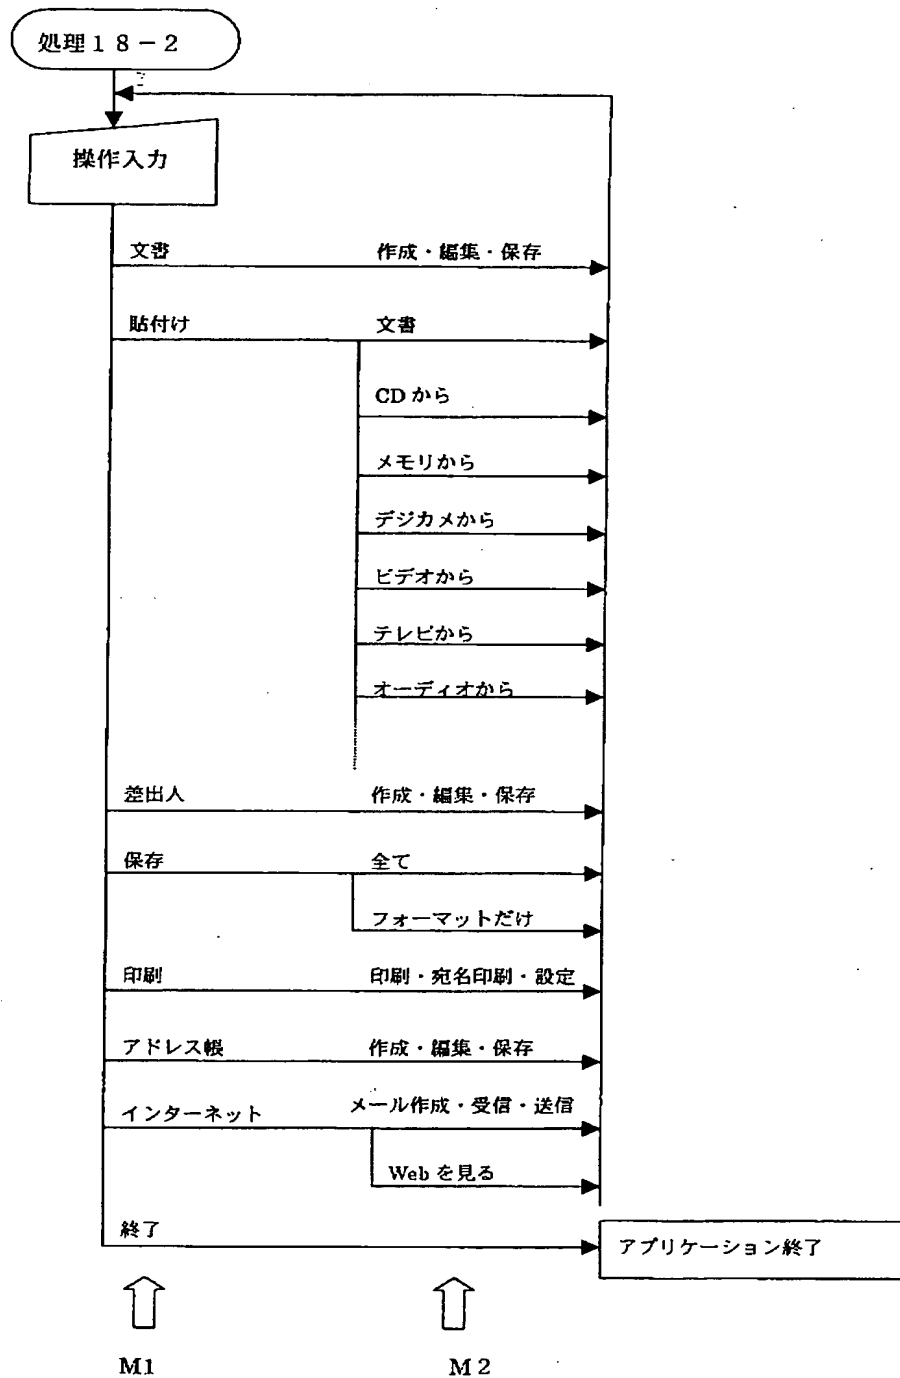 処理18-2
操作入力
文書 作成・編集・保存
貼付け 文書
CDから
メモリから
デジカメから
ビデオから
テレビから
オーディオから
差出人 作成・編集・保存
保存 全て
フォーマットだけ
印刷 印刷・宛名印刷・設定
アドレス帳 作成・編集・保存
インターネット メール作成・受信・送信
Webを見る
終了 アプリケーション終了
M1 M2